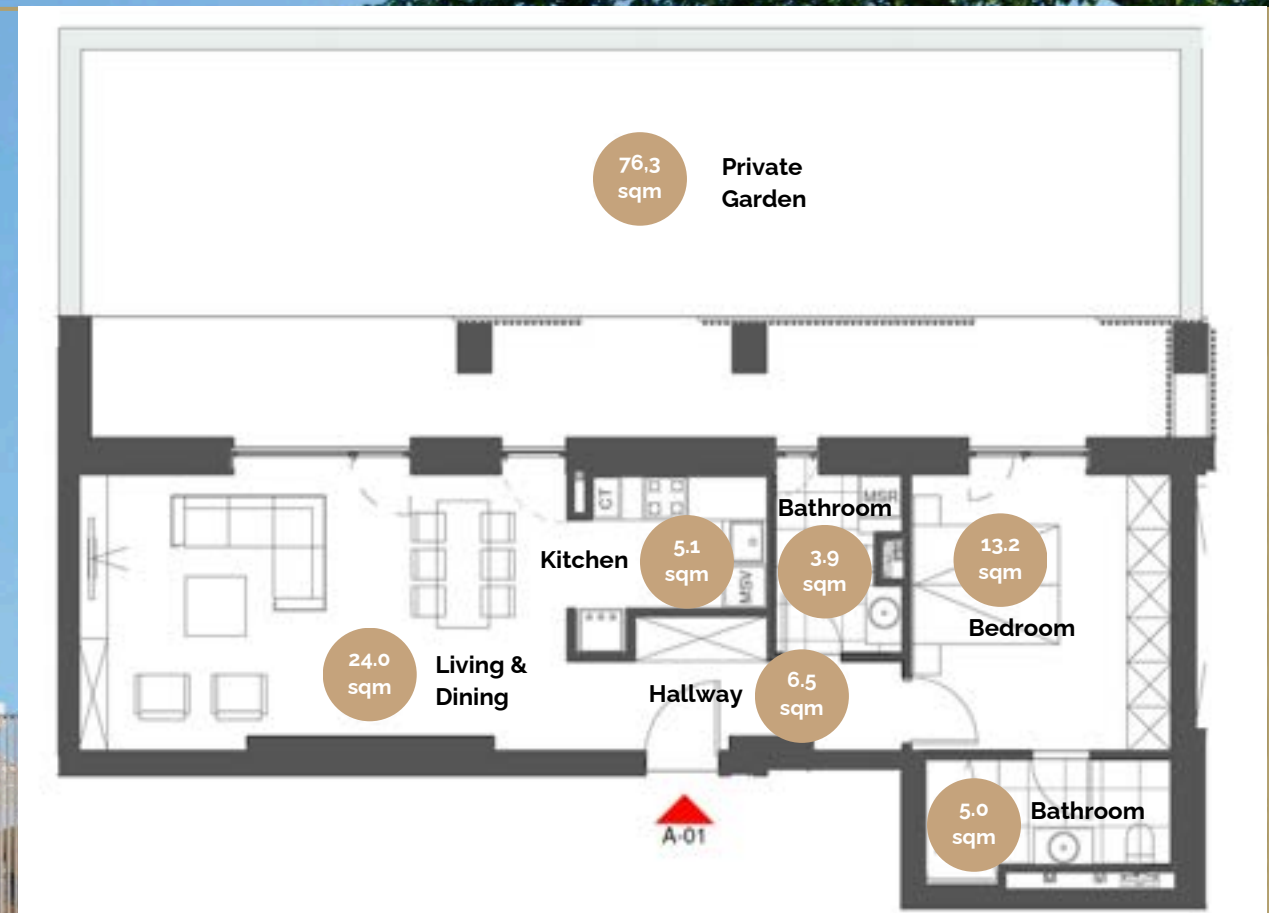 76,3
sqm
Private
Garden
CT
MSR
Bathroom
Kitchen
5.1
sqm
3.9
sqm
13.2
sqm
MSV
Bedroom
24.0
sqm
Living &
Dining
Hallway
6.5
sqm
5.0
sqm
Bathroom
A-01